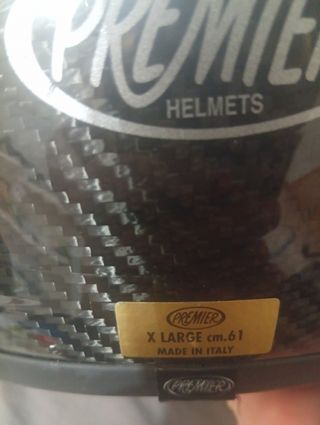 PREMIER
HELMETS
PREMIER
X LARGE cm.61
MADE IN ITALY
PREMIER